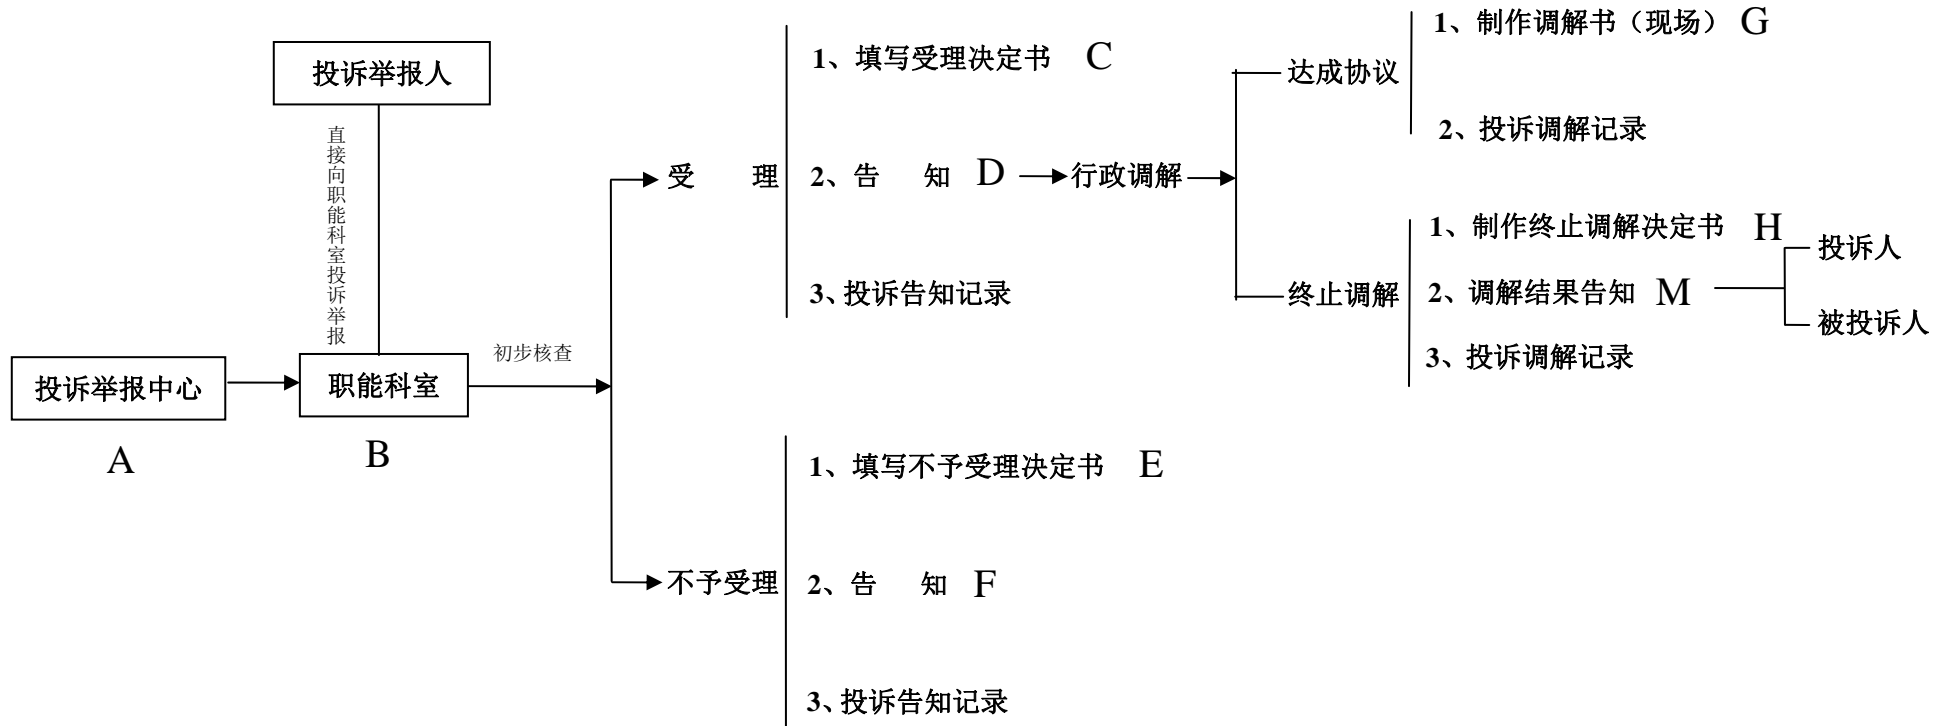 投诉举报人
直接向职能科室投诉举报
投诉举报中心
A
职能科室
B
初步核查
受 理
1、填写受理决定书 C
2、告 知 D
3、投诉告知记录
行政调解
达成协议
1、制作调解书（现场） G
2、投诉调解记录
终止调解
1、制作终止调解决定书 H
2、调解结果告知 M
3、投诉调解记录
投诉人
被投诉人
不予受理
1、填写不予受理决定书 E
2、告 知 F
3、投诉告知记录